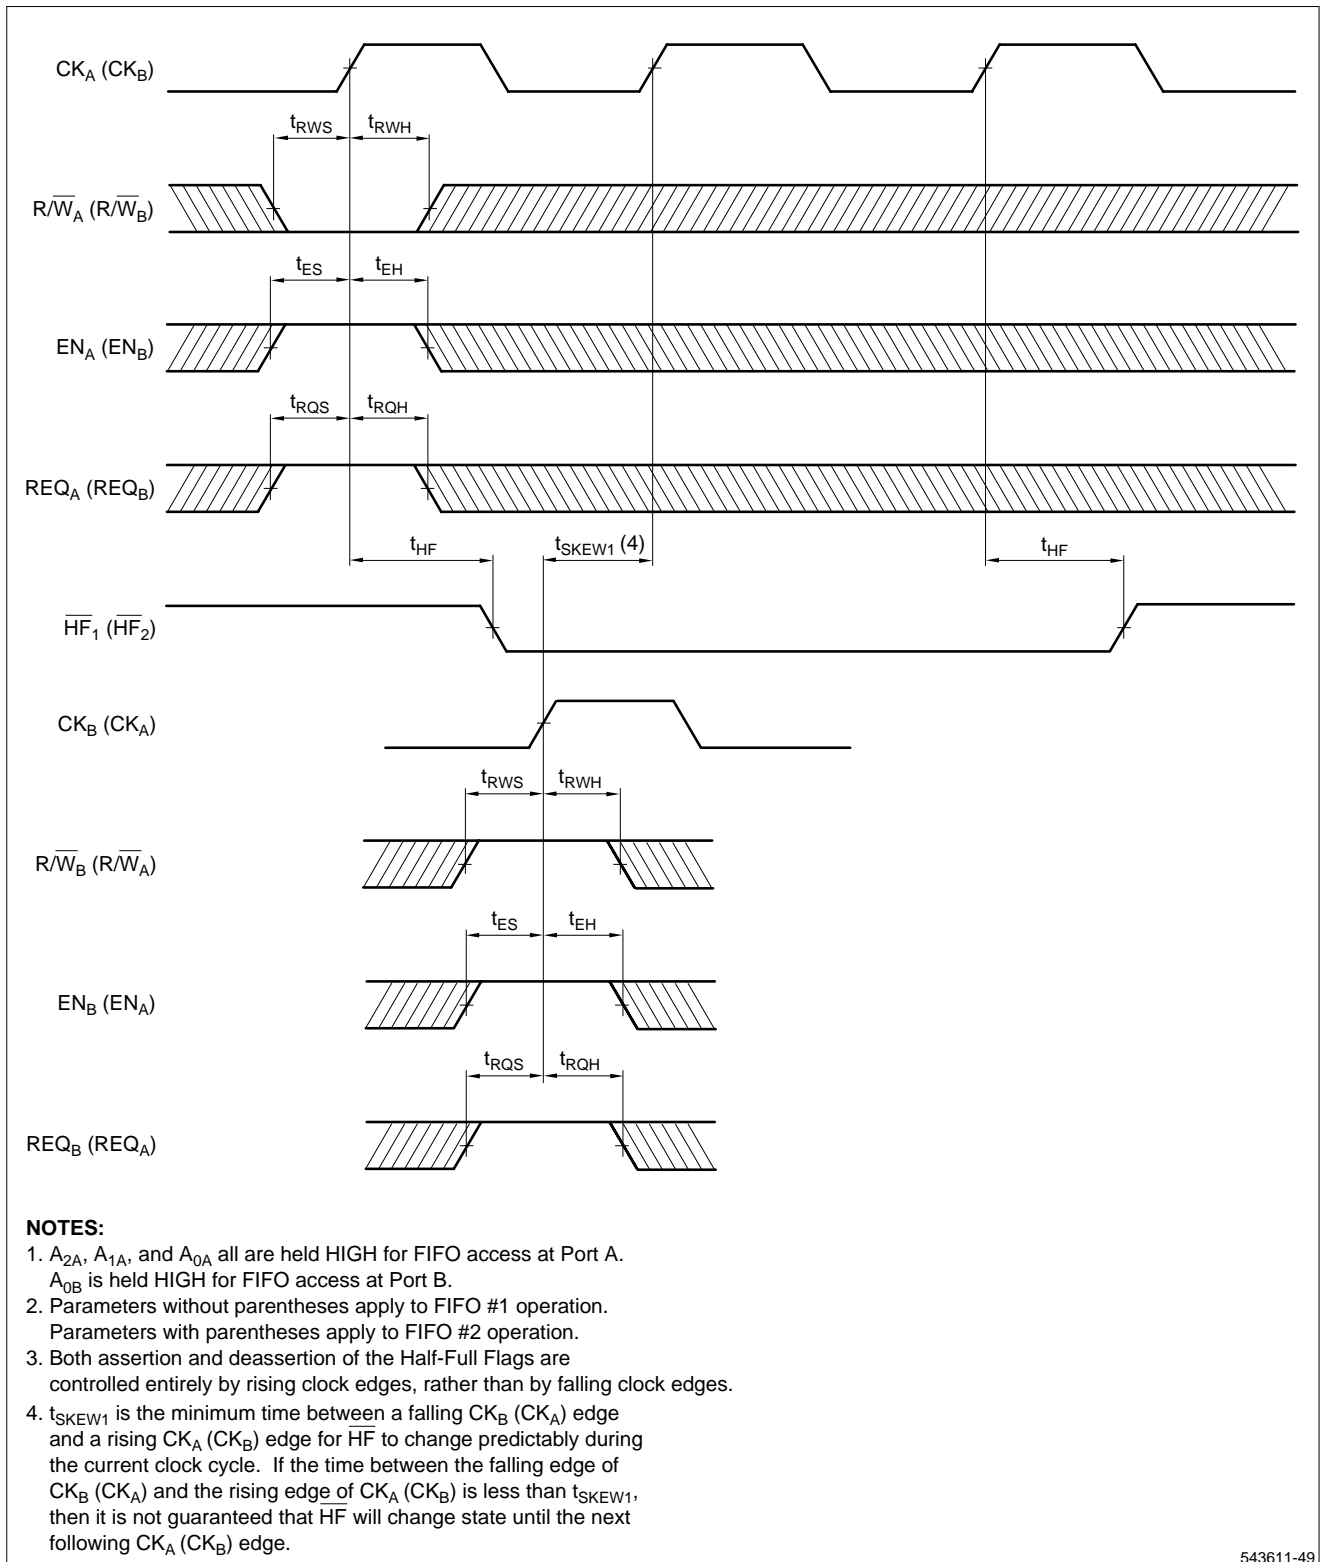 CKA (CKB)
tRWS tRWH
R/W̅A (R/W̅B)
tES tEH
ENA (ENB)
tRQS tRQH
REQA (REQB)
tHF tSKEW1 (4) tHF
H̅F̅1 (H̅F̅2)
CKB (CKA)
tRWS tRWH
R/W̅B (R/W̅A)
tES tEH
ENB (ENA)
tRQS tRQH
REQB (REQA)
NOTES:
1. A2A, A1A, and A0A all are held HIGH for FIFO access at Port A.
A0B is held HIGH for FIFO access at Port B.
2. Parameters without parentheses apply to FIFO #1 operation.
Parameters with parentheses apply to FIFO #2 operation.
3. Both assertion and deassertion of the Half-Full Flags are
controlled entirely by rising clock edges, rather than by falling clock edges.
4. tSKEW1 is the minimum time between a falling CKB (CKA) edge
and a rising CKA (CKB) edge for H̅F̅ to change predictably during
the current clock cycle. If the time between the falling edge of
CKB (CKA) and the rising edge of CKA (CKB) is less than tSKEW1,
then it is not guaranteed that H̅F̅ will change state until the next
following CKA (CKB) edge.
543611-49